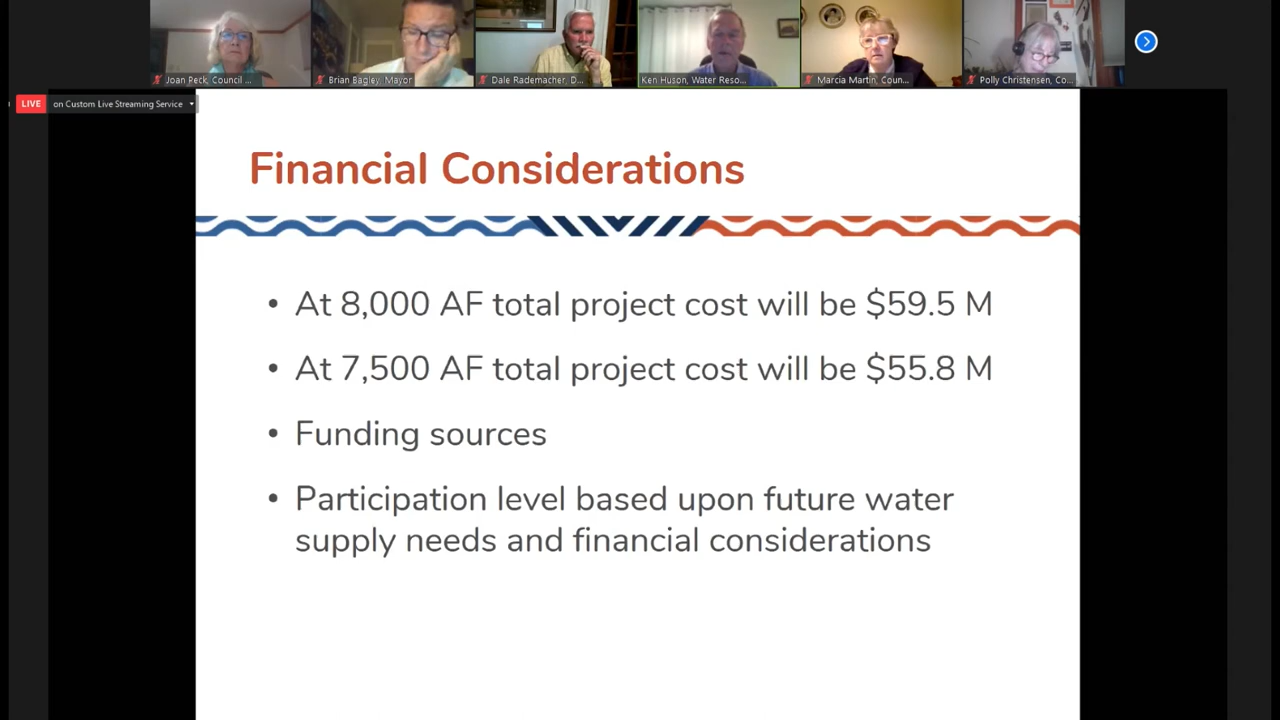 Joan Peck, Council ...
Brian Bagley, Mayor
Dale Rademacher, D...
Ken Huson, Water Reso...
Marcia Martin, Coun...
Polly Christensen, Co...
LIVE on Custom Live Streaming Service
Financial Considerations
• At 8,000 AF total project cost will be $59.5 M
• At 7,500 AF total project cost will be $55.8 M
• Funding sources
• Participation level based upon future water
supply needs and financial considerations